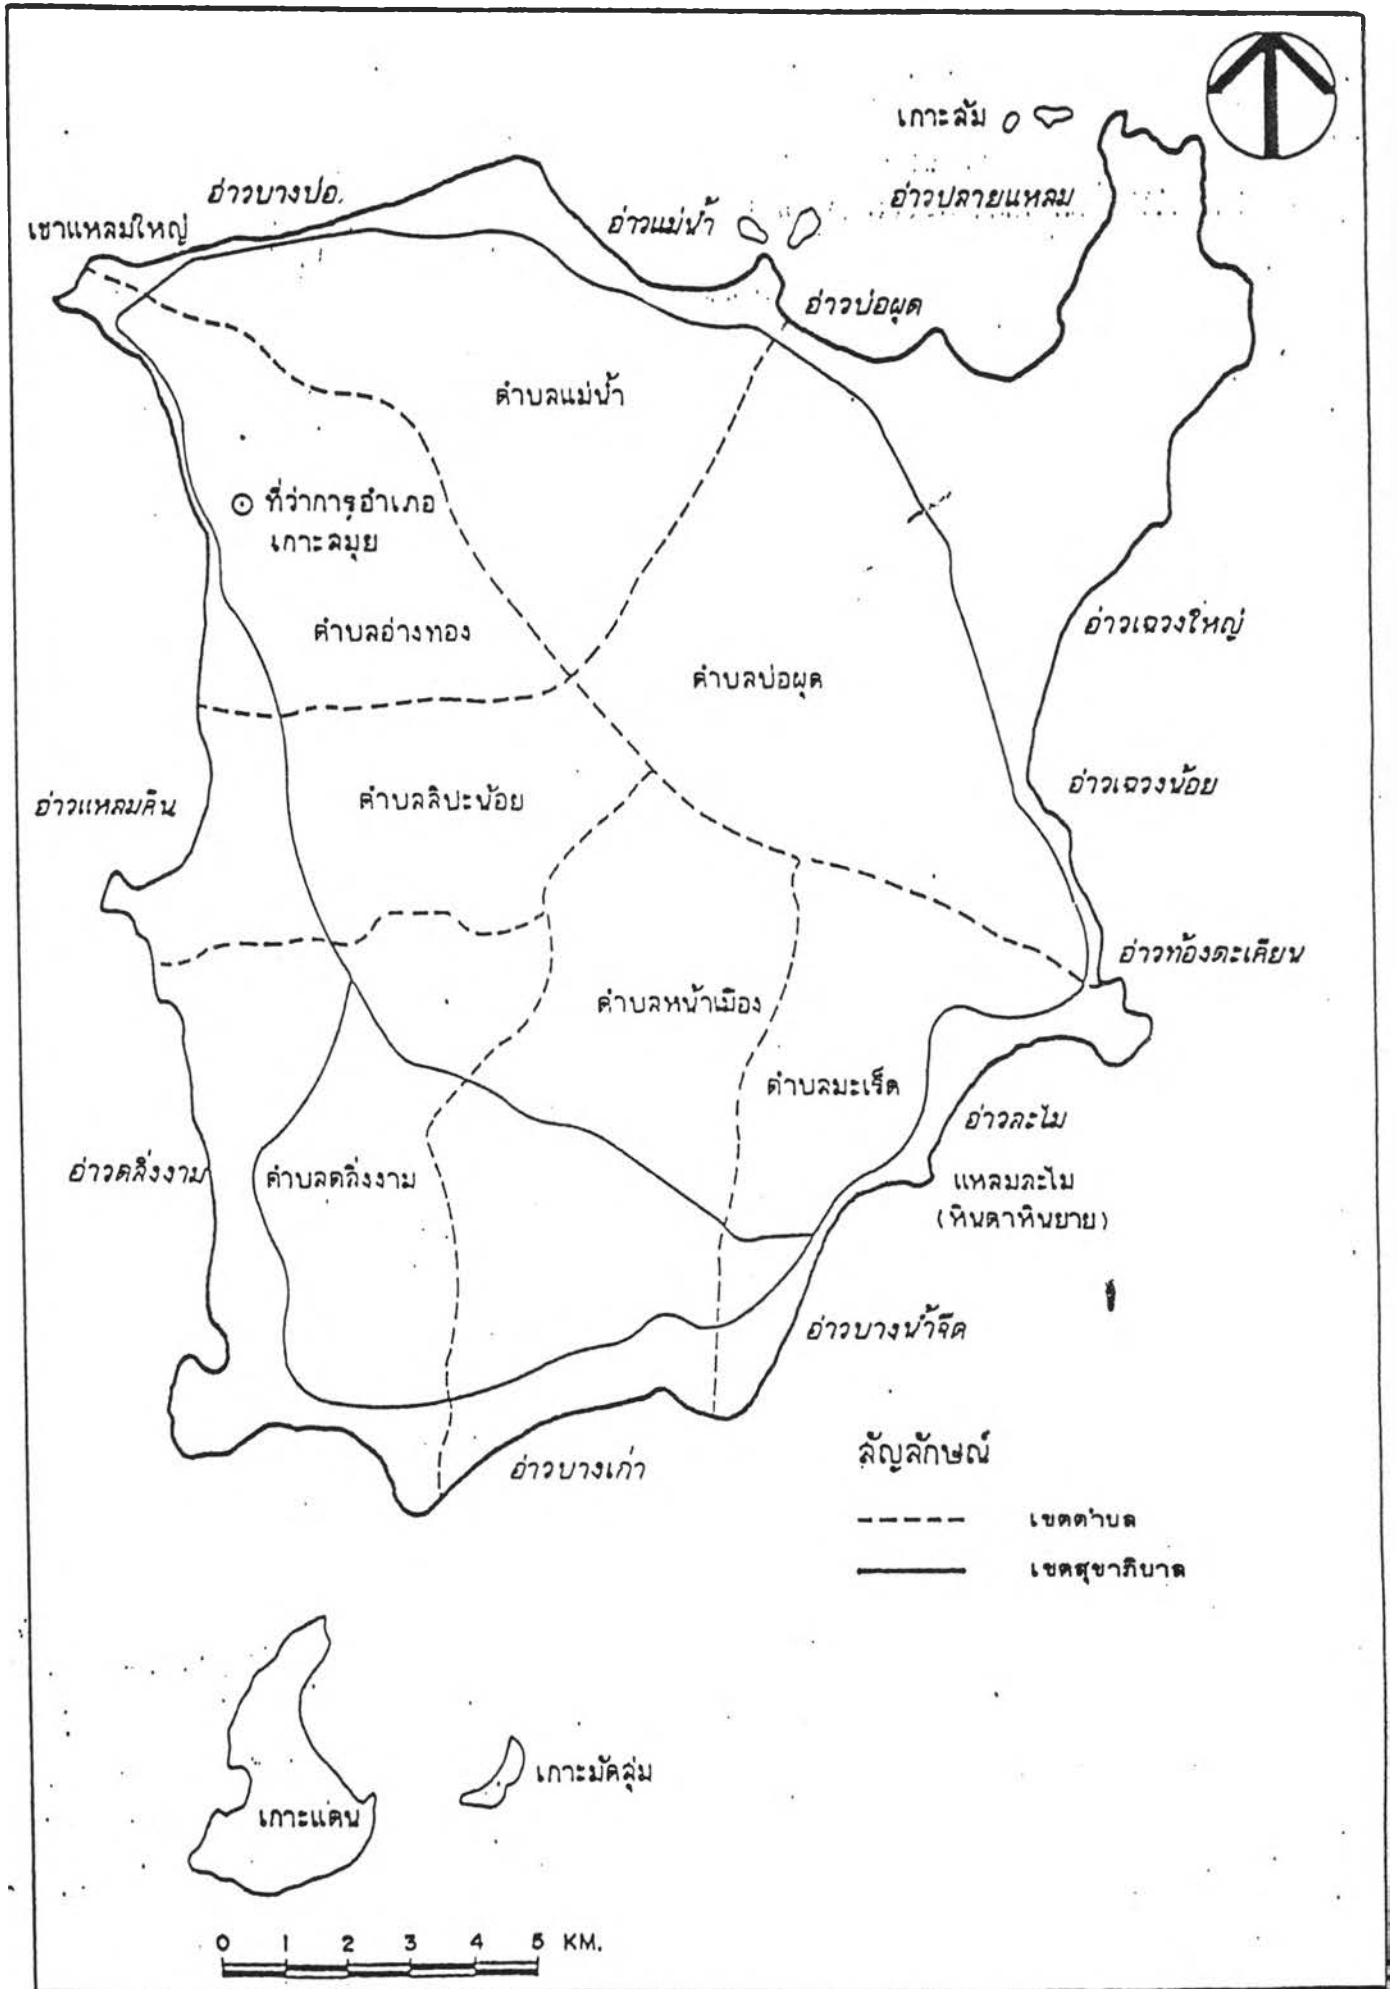 เกาะส้ม
อ่าวบางปอ.
อ่าวปลายแหลม
เขาแหลมใหญ่
อ่าวแม่น้ำ
อ่าวบ่อผุด
ตำบลแม่น้ำ
ที่ว่าการอำเภอ
เกาะสมุย
ตำบลอ่างทอง
อ่าวเฉวงใหญ่
ตำบลบ่อผุด
อ่าวเฉวงน้อย
อ่าวแหลมดิน
ตำบลลิปะน้อย
อ่าวท้องตะเคียน
ตำบลหน้าเมือง
ตำบลมะเร็ต
อ่าวละไม
อ่าวตลิ่งงาม
ตำบลตลิ่งงาม
แหลมละไม
(หินตาหินยาย)
อ่าวบางน้ำจืด
อ่าวบางเก่า
สัญลักษณ์
เขตตำบล
เขตสุขาภิบาล
เกาะมัดสุ่ม
เกาะแตน
0 1 2 3 4 5 KM.